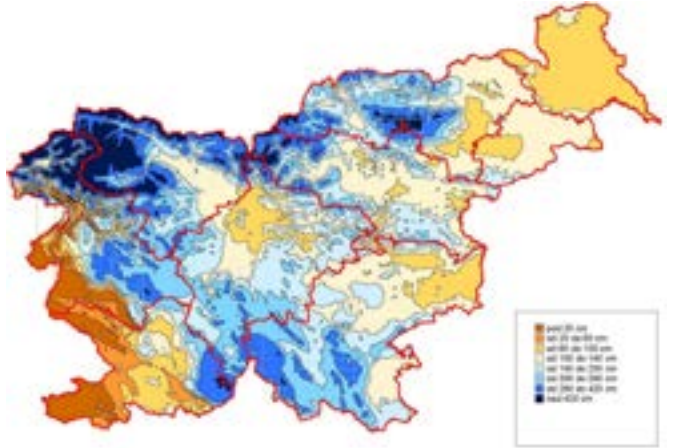 pod 20 cm
od 20 do 60 cm
od 60 do 100 cm
od 100 do 140 cm
od 140 do 200 cm
od 200 do 280 cm
od 280 do 420 cm
nad 420 cm